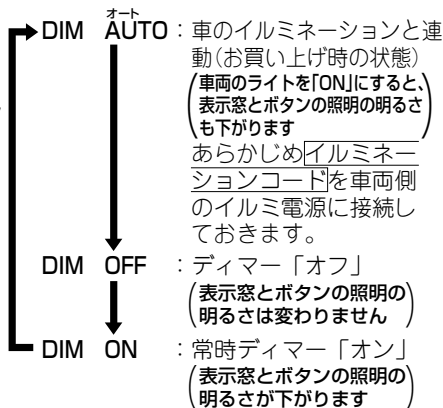 オート
DIM AUTO：車のイルミネーションと連
動(お買い上げ時の状態)
(車両のライトを「ON」にすると、
表示窓とボタンの照明の明るさ
も下がります)
あらかじめイルミネー
ションコードを車両側
のイルミ電源に接続し
ておきます。
DIM OFF：ディマー「オフ」
(表示窓とボタンの照明の
明るさは変わりません)
DIM ON：常時ディマー「オン」
(表示窓とボタンの照明の
明るさが下がります)